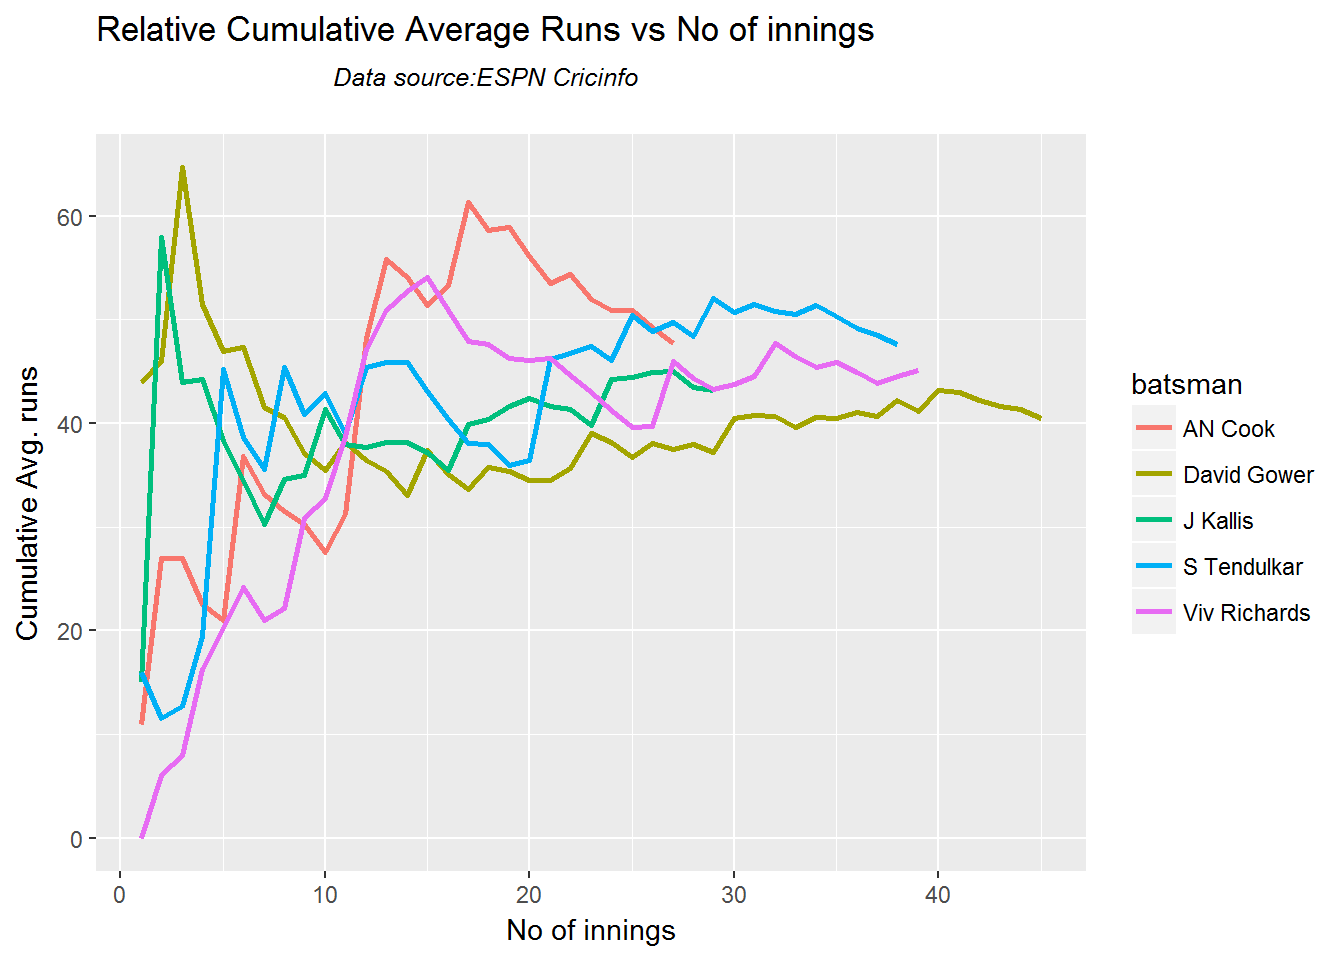 Relative Cumulative Average Runs vs No of innings
Data source:ESPN Cricinfo
Cumulative Avg. runs
60
40
20
0
0 10 20 30 40
No of innings
batsman
AN Cook
David Gower
J Kallis
S Tendulkar
Viv Richards